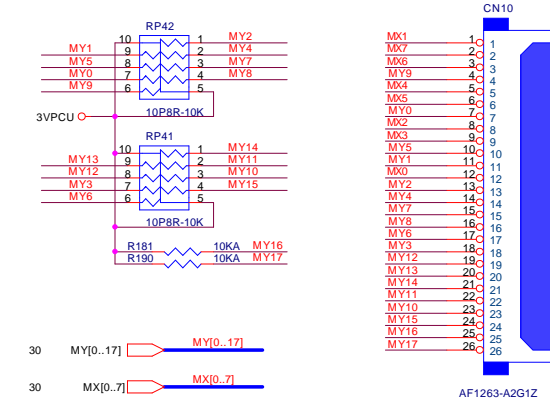 CN10
RP42
10 1 MY2
MY1 9 2 MY4
MY5 8 3 MY7
MY0 7 4 MY8
MY9 6 5
3VPCU
10P8R-10K
RP41
10 1 MY14
MY13 9 2 MY11
MY12 8 3 MY10
MY3 7 4 MY15
MY6 6 5
10P8R-10K
R181 10KA MY16
R190 10KA MY17
30 MY[0..17] MY[0..17]
30 MX[0..7] MX[0..7]
MX1 1 1
MX7 2 2
MX6 3 3
MY9 4 4
MX4 5 5
MX5 6 6
MY0 7 7
MX2 8 8
MX3 9 9
MY5 10 10
MY1 11 11
MX0 12 12
MY2 13 13
MY4 14 14
MY7 15 15
MY8 16 16
MY6 17 17
MY3 18 18
MY12 19 19
MY13 20 20
MY14 21 21
MY11 22 22
MY10 23 23
MY15 24 24
MY16 25 25
MY17 26 26
AF1263-A2G1Z